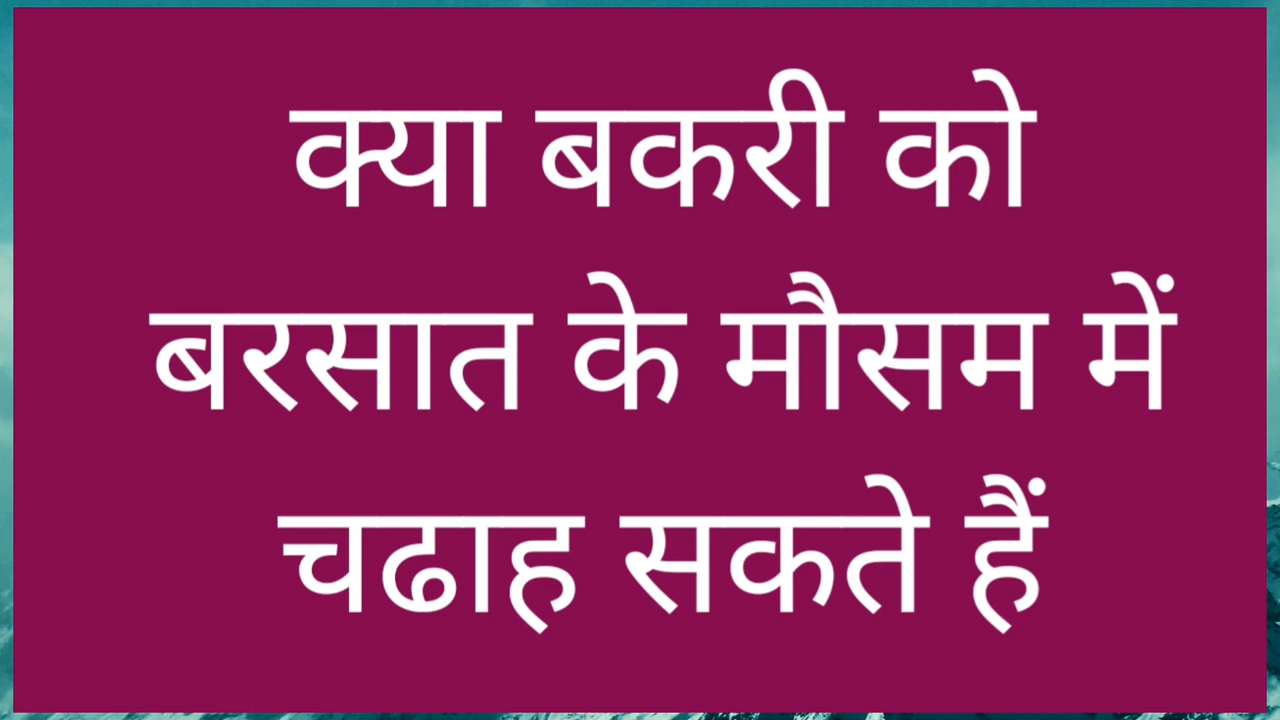 क्या बकरी को
बरसात के मौसम में
चढाह सकते हैं